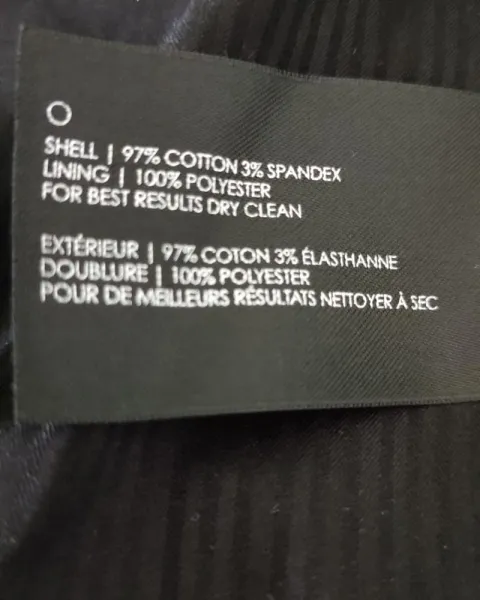 SHELL | 97% COTTON 3% SPANDEX
LINING | 100% POLYESTER
FOR BEST RESULTS DRY CLEAN
EXTÉRIEUR | 97% COTON 3% ÉLASTHANNE
DOUBLURE | 100% POLYESTER
POUR DE MEILLEURS RÉSULTATS NETTOYER À SEC